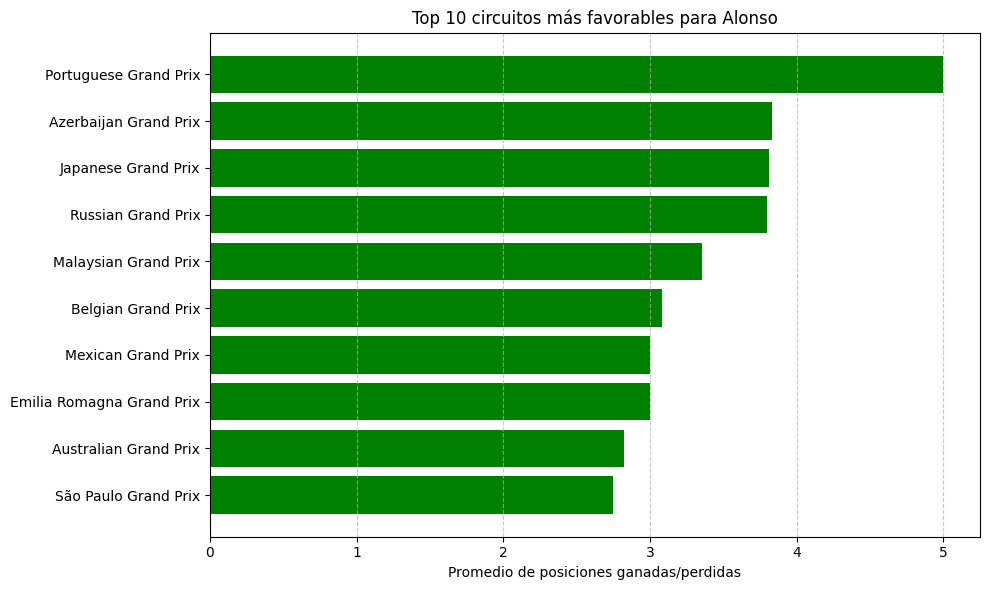 Top 10 circuitos más favorables para Alonso
Portuguese Grand Prix
Azerbaijan Grand Prix
Japanese Grand Prix
Russian Grand Prix
Malaysian Grand Prix
Belgian Grand Prix
Mexican Grand Prix
Emilia Romagna Grand Prix
Australian Grand Prix
São Paulo Grand Prix
0 1 2 3 4 5
Promedio de posiciones ganadas/perdidas